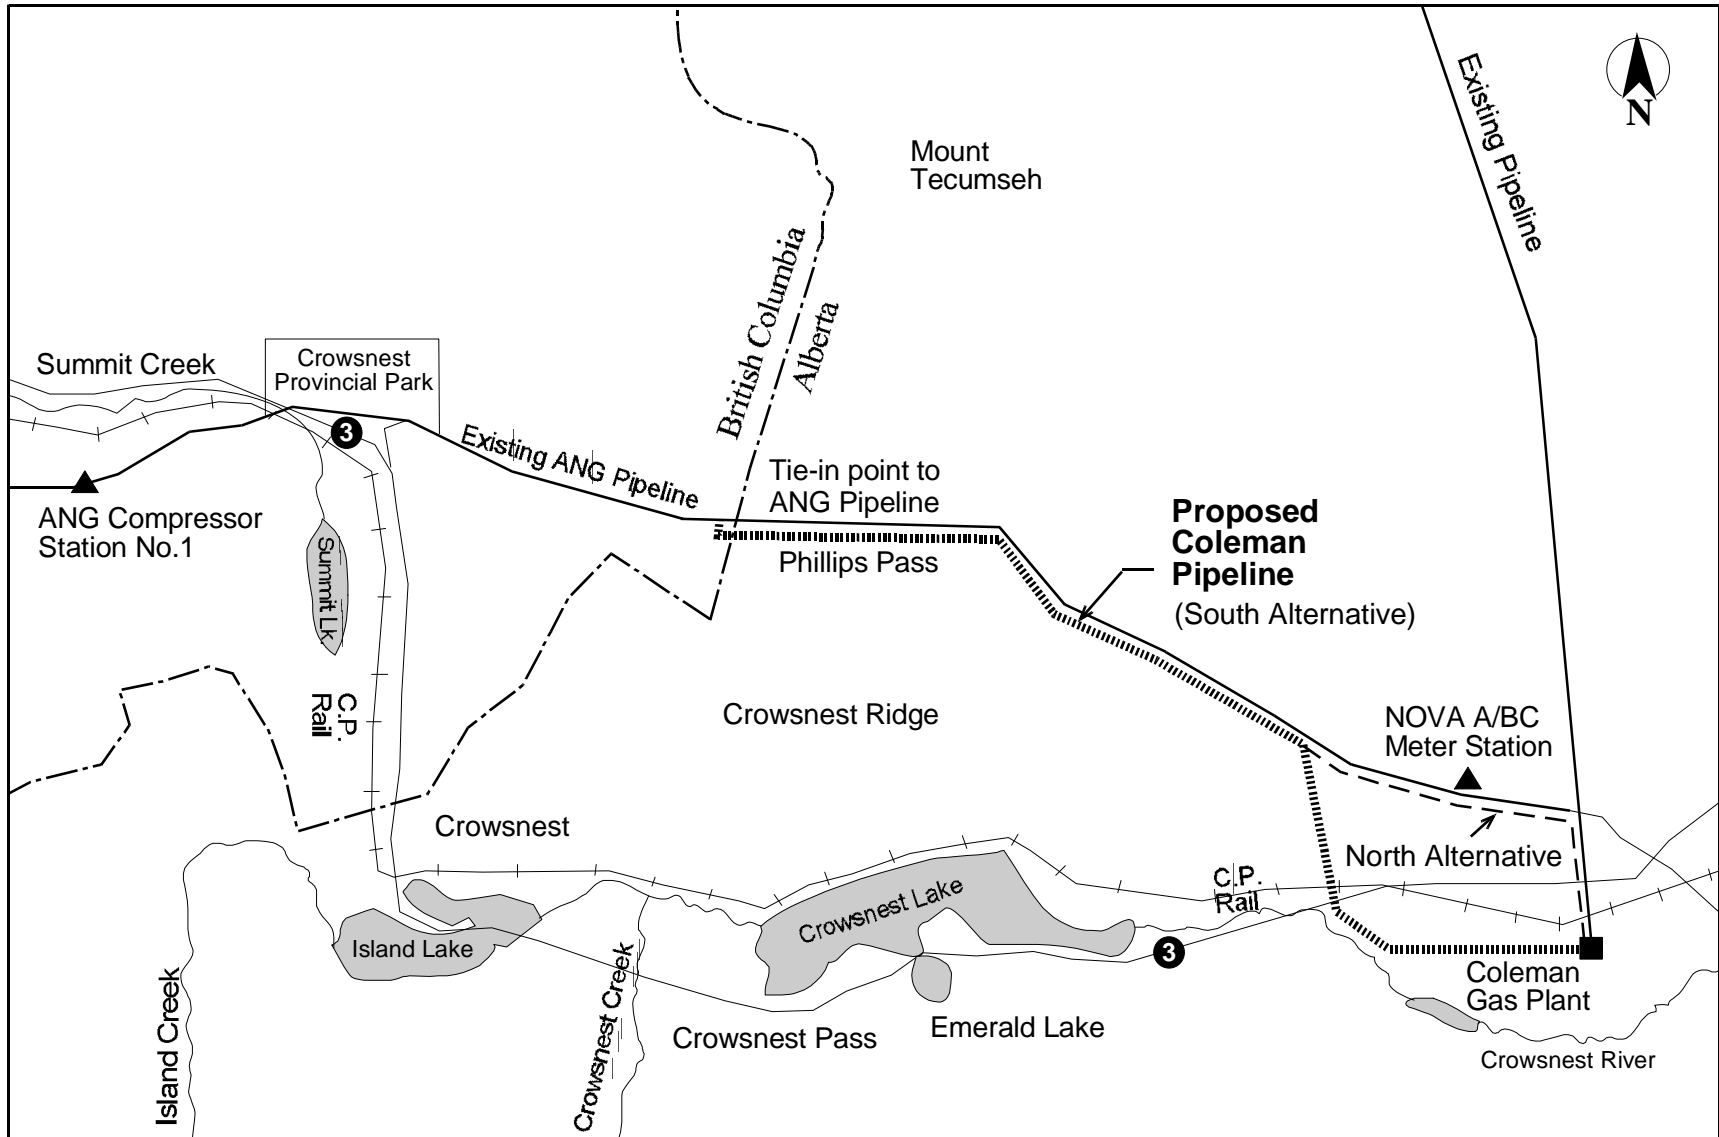 Existing Pipeline
N
Mount
Tecumseh
British Columbia
Alberta
Summit Creek
Crowsnest
Provincial Park
3
Existing ANG Pipeline
Tie-in point to
ANG Pipeline
Phillips Pass
Proposed
Coleman
Pipeline
(South Alternative)
ANG Compressor
Station No.1
Summit Lk
C.P.
Rail
Crowsnest Ridge
NOVA A/BC
Meter Station
North Alternative
Crowsnest
C.P.
Rail
Crowsnest Lake
Island Lake
3
Coleman
Gas Plant
Island Creek
Crowsnest Creek
Crowsnest Pass
Emerald Lake
Crowsnest River